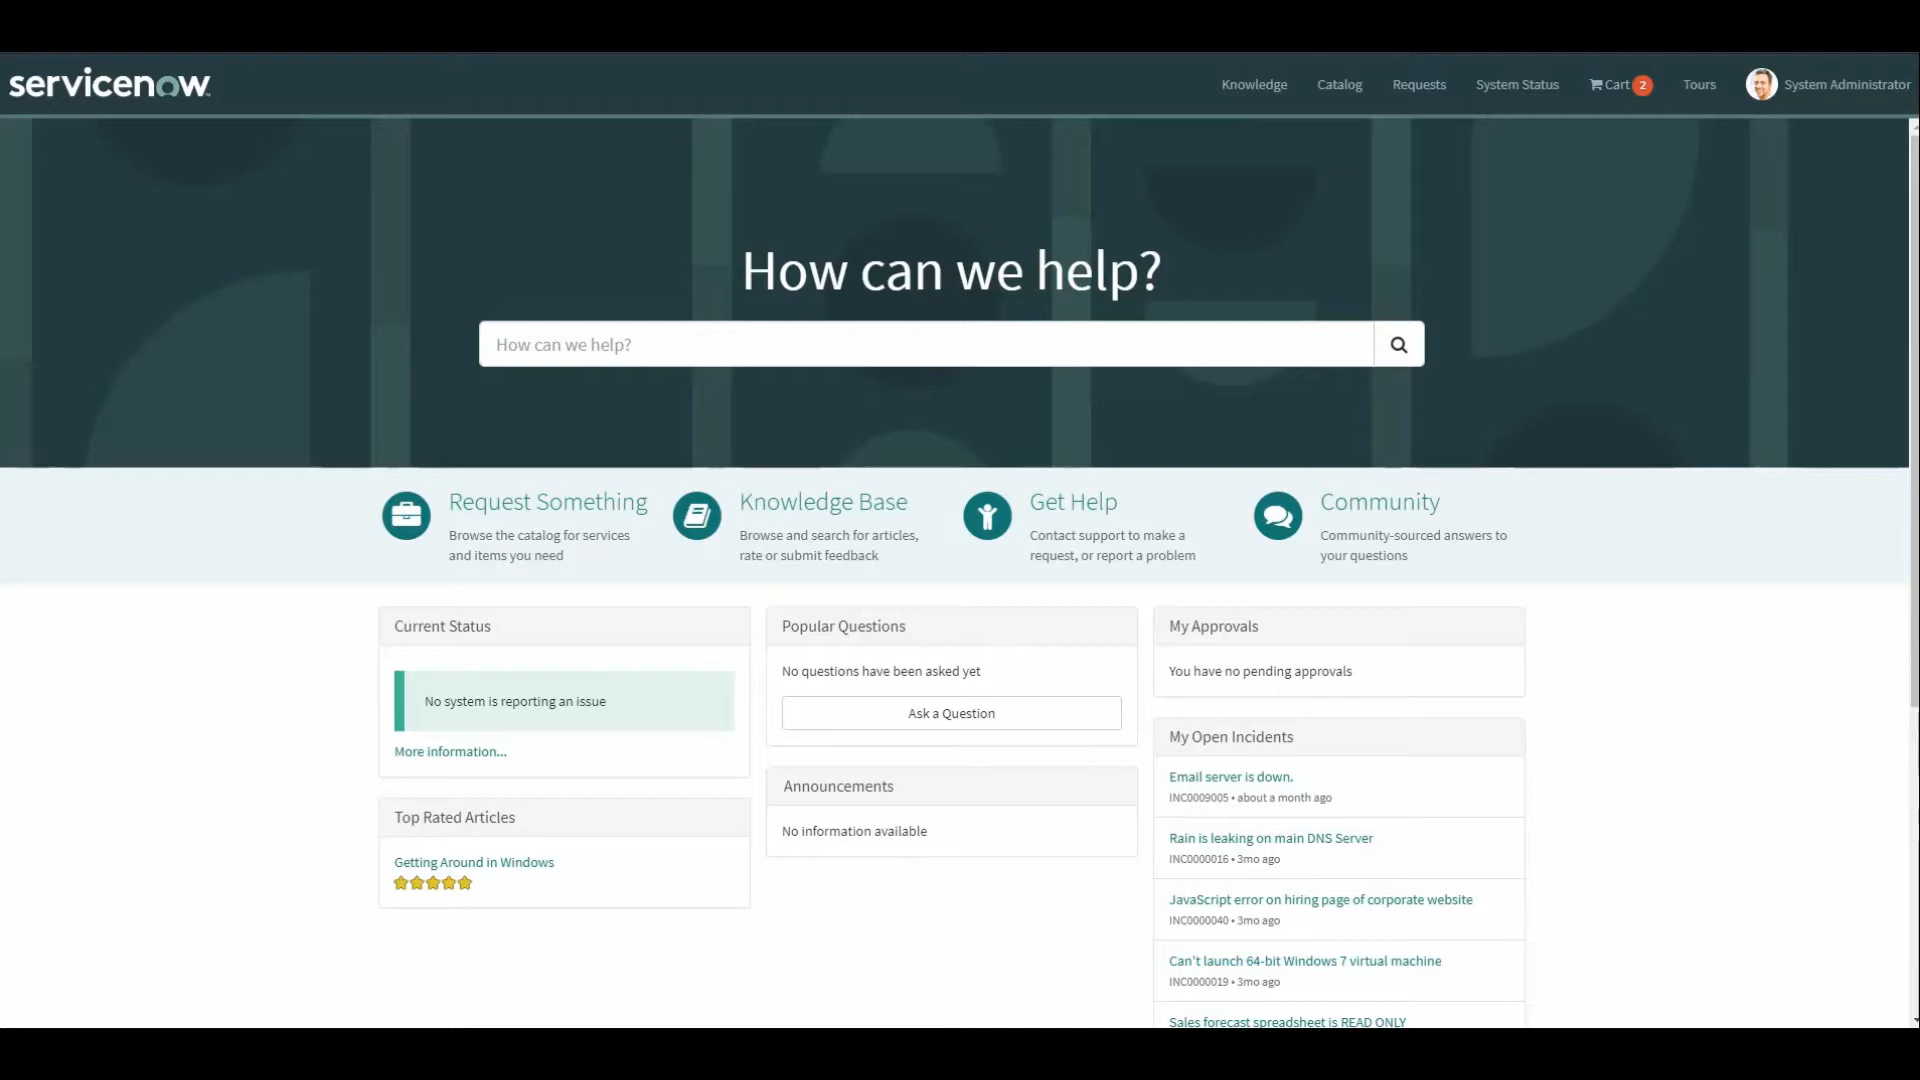 servicenow
Knowledge
Catalog
Requests
System Status
Cart 2
Tours
System Administrator
How can we help?
How can we help?
Request Something
Browse the catalog for services
and items you need
Knowledge Base
Browse and search for articles,
rate or submit feedback
Get Help
Contact support to make a
request, or report a problem
Community
Community-sourced answers to
your questions
Current Status
No system is reporting an issue
More information...
Top Rated Articles
Getting Around in Windows
Popular Questions
No questions have been asked yet
Ask a Question
Announcements
No information available
My Approvals
You have no pending approvals
My Open Incidents
Email server is down.
INC0009005 • about a month ago
Rain is leaking on main DNS Server
INC0000016 • 3mo ago
JavaScript error on hiring page of corporate website
INC0000040 • 3mo ago
Can't launch 64-bit Windows 7 virtual machine
INC0000019 • 3mo ago
Sales forecast spreadsheet is READ ONLY